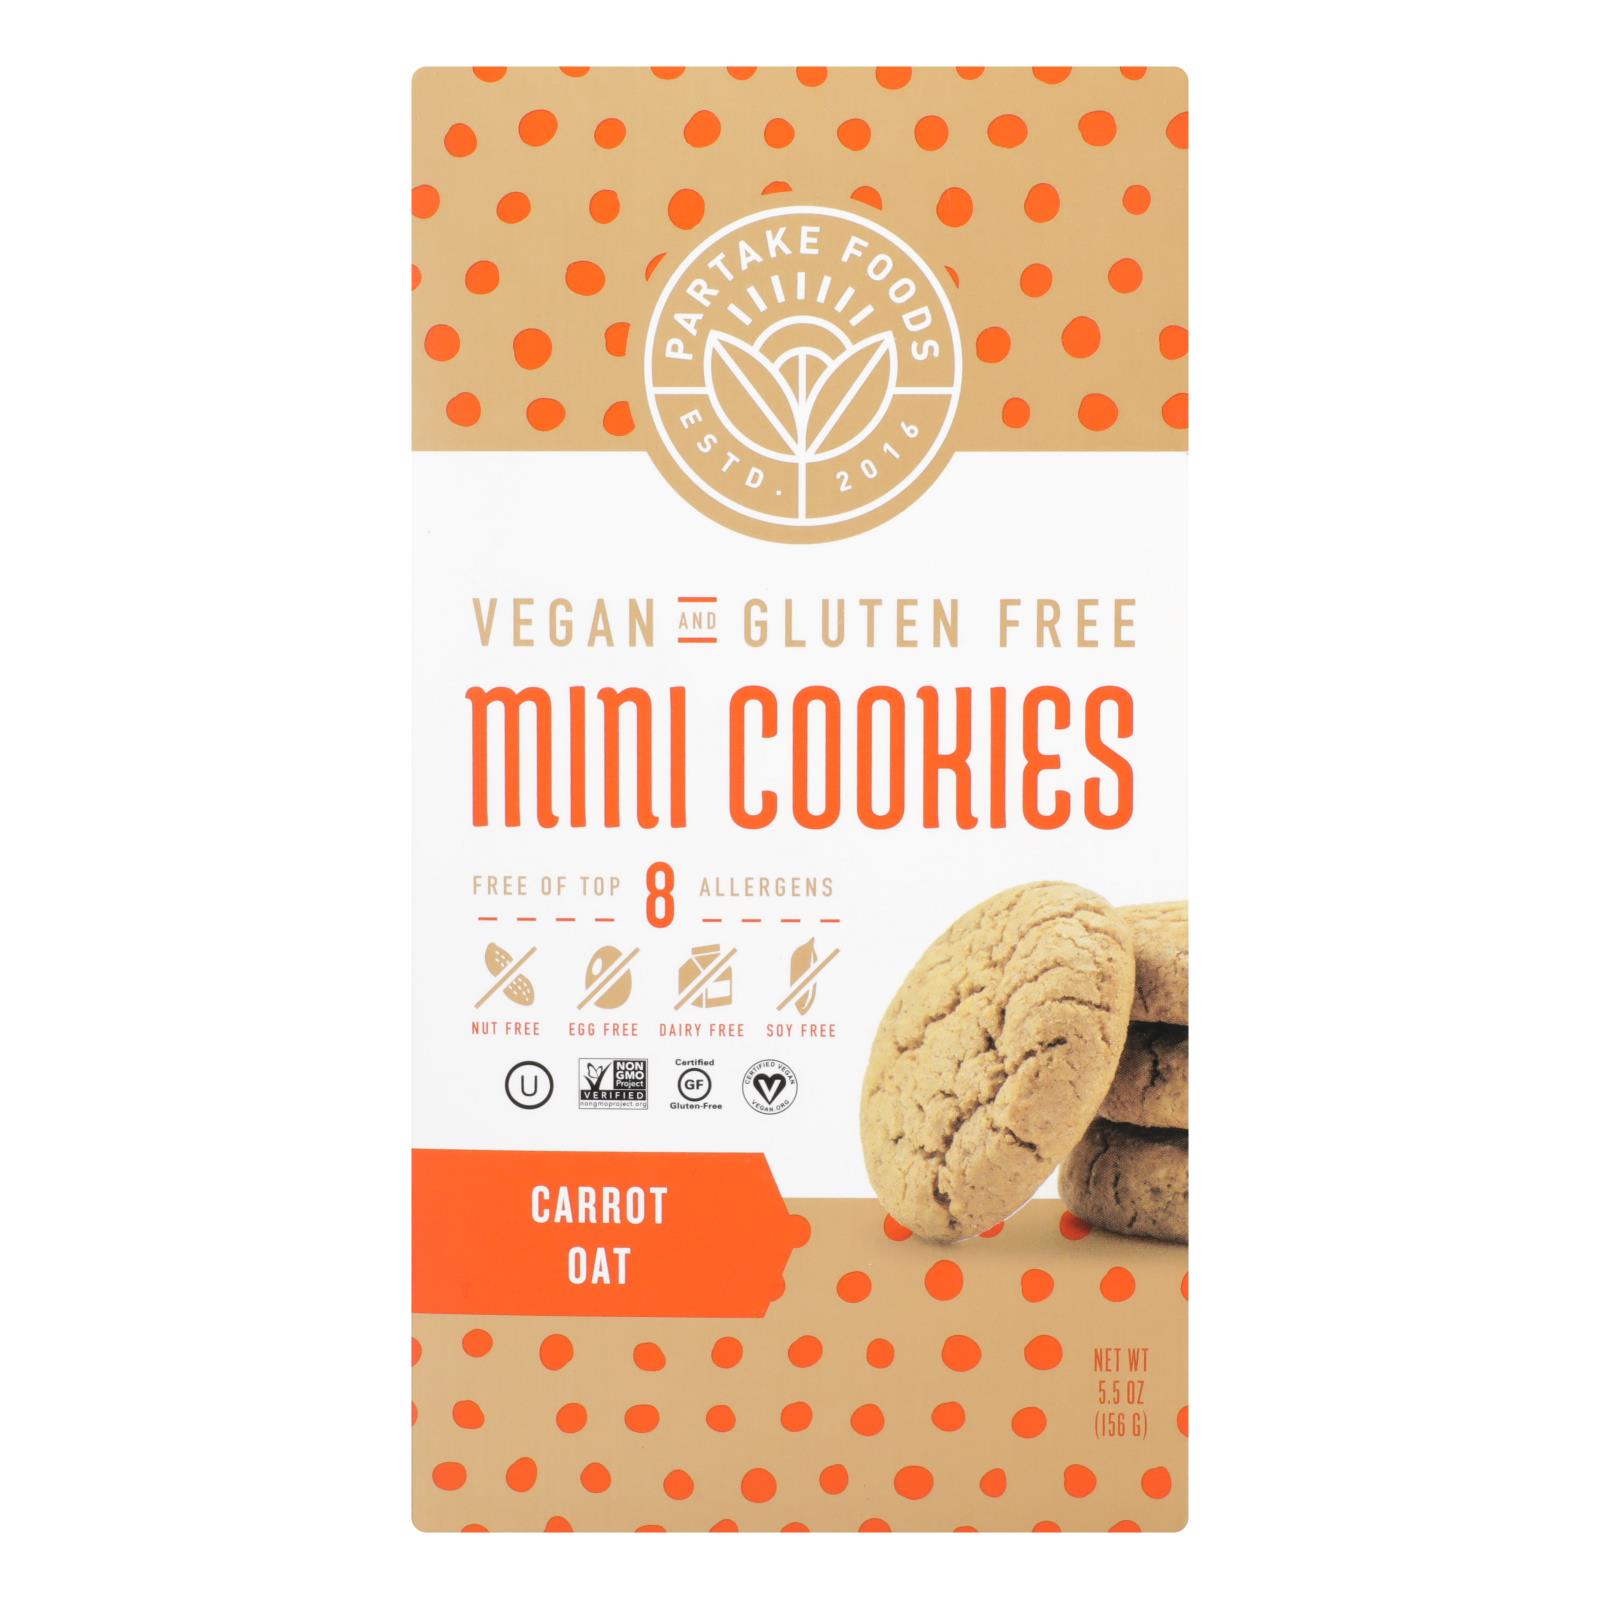 PARTAKE FOODS
ESTD. 2016
VEGAN AND GLUTEN FREE
MINI COOKIES
FREE OF TOP 8 ALLERGENS
NUT FREE EGG FREE DAIRY FREE SOY FREE
U
NON
GMO
Project
VERIFIED
nongmoproject.org
Certified
GF
Gluten-Free
CERTIFIED VEGAN
VEGAN.ORG
CARROT
OAT
NET WT
5.5 OZ
(156 G)